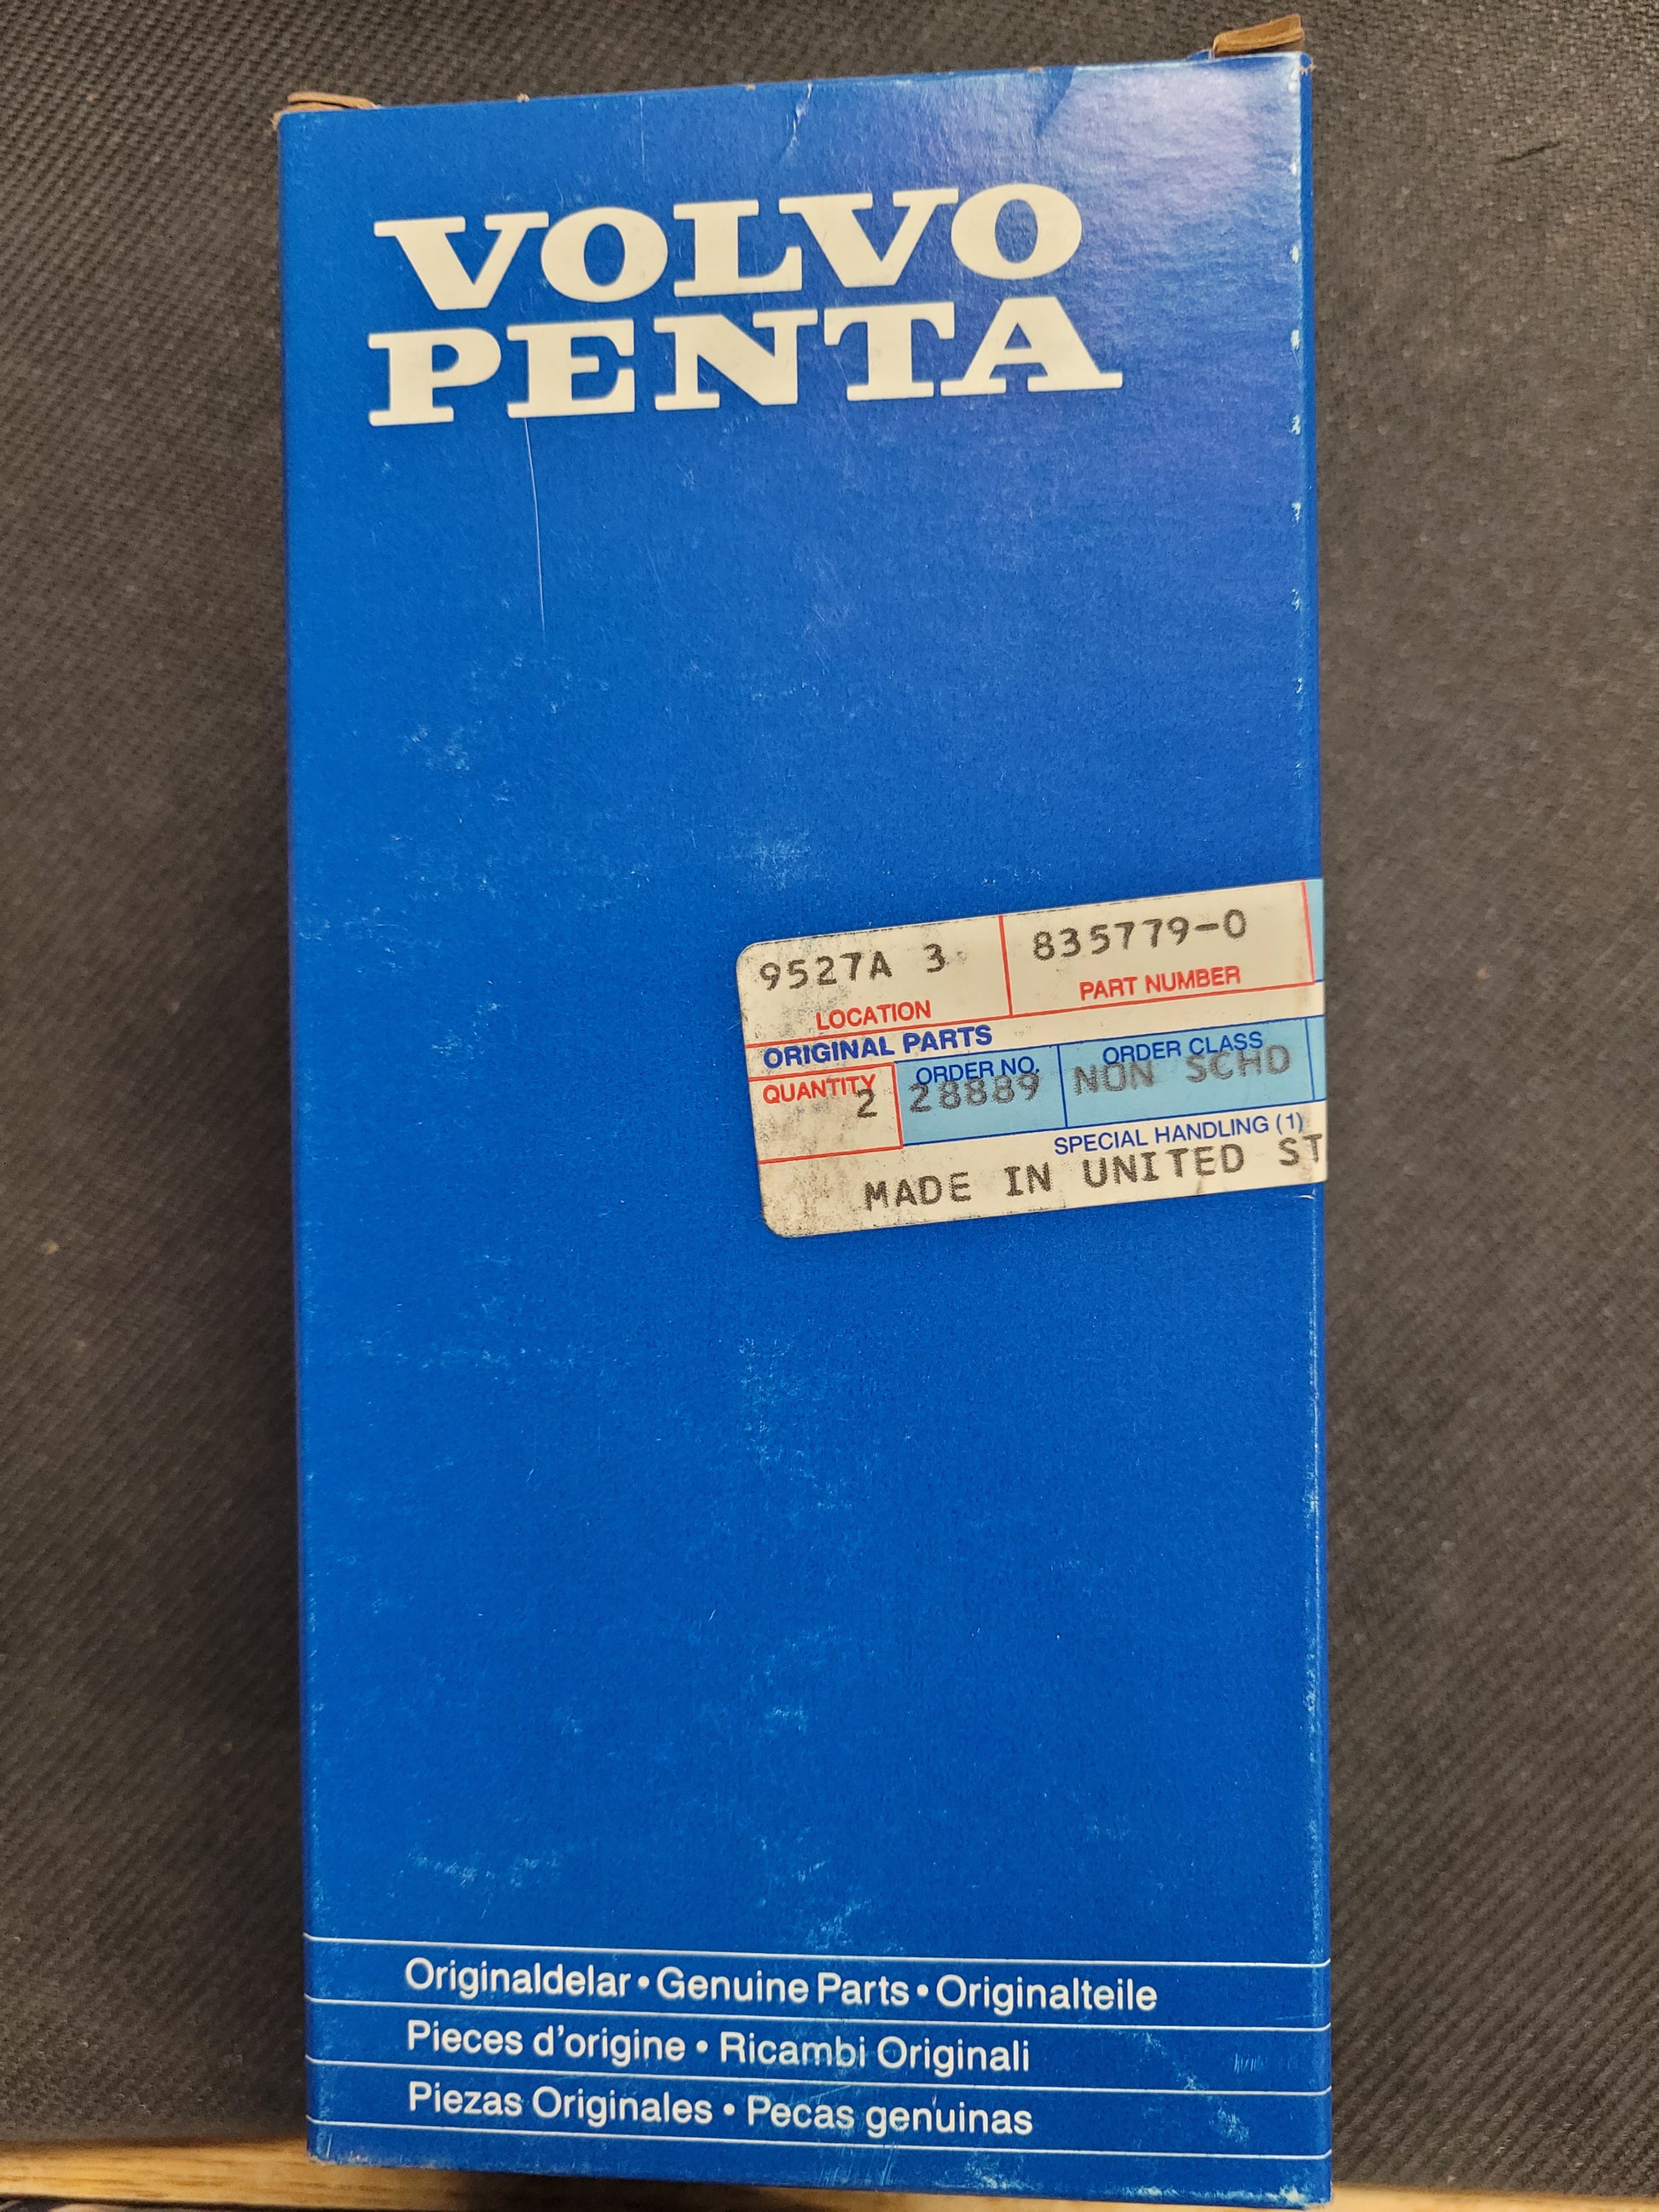 VOLVO
PENTA
9527A 3 835779-0
LOCATION PART NUMBER
ORIGINAL PARTS
QUANTITY ORDER NO. ORDER CLASS
2 28889 NON SCHD
SPECIAL HANDLING (1)
MADE IN UNITED ST
Originaldelar • Genuine Parts • Originalteile
Pieces d'origine • Ricambi Originali
Piezas Originales • Pecas genuinas